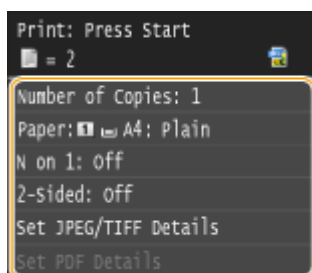 Print: Press Start
= 2
Number of Copies: 1
Paper: 1 A4: Plain
N on 1: Off
2-Sided: Off
Set JPEG/TIFF Details
Set PDF Details